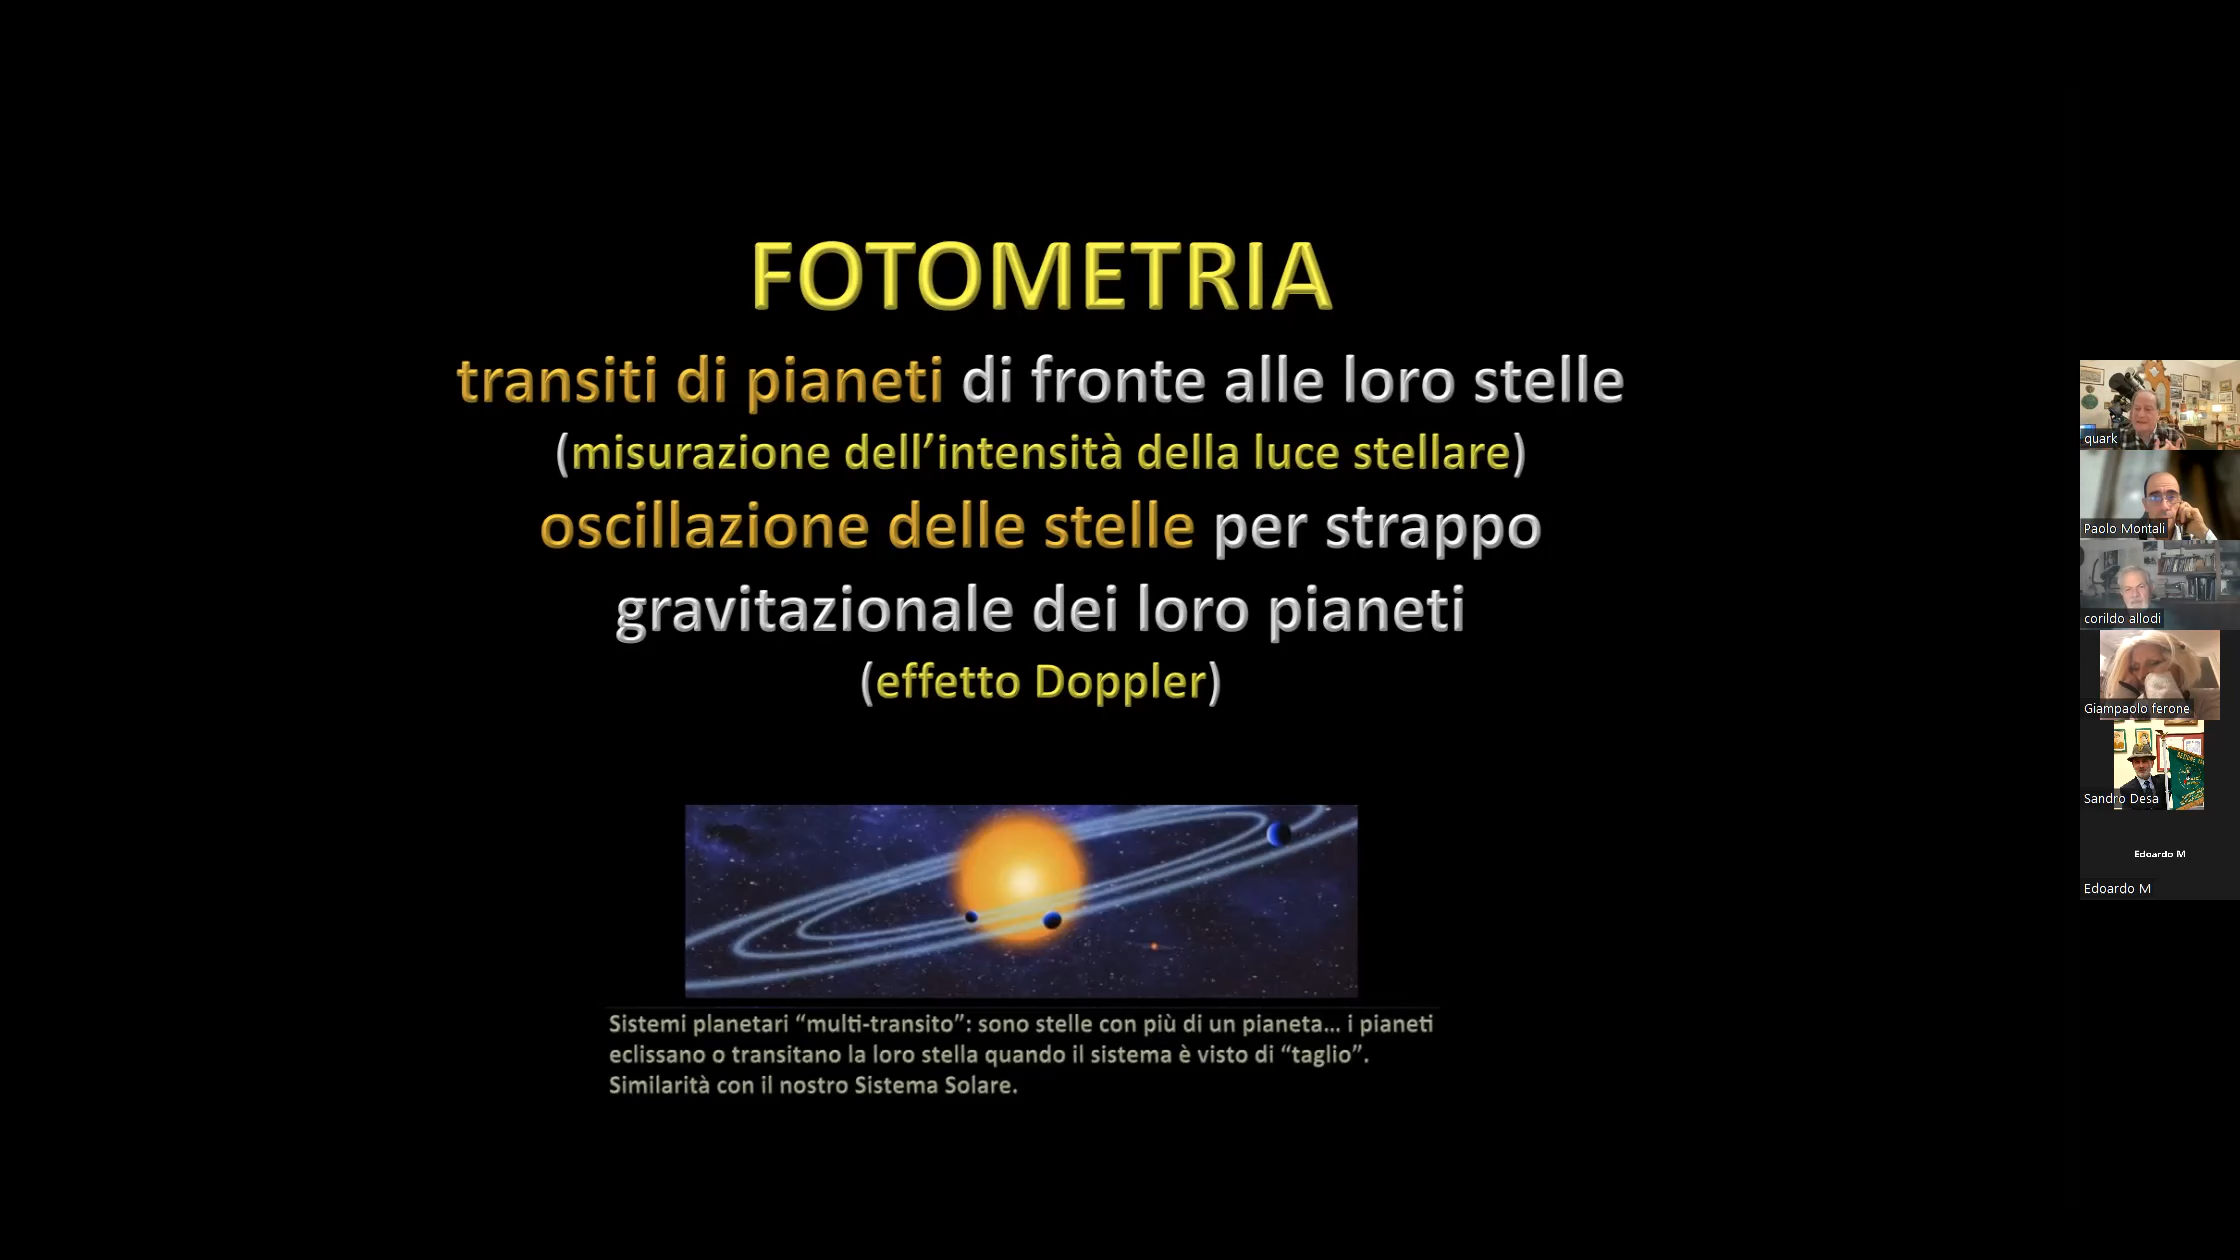 FOTOMETRIA
transiti di pianeti di fronte alle loro stelle
(misurazione dell’intensità della luce stellare)
oscillazione delle stelle per strappo
gravitazionale dei loro pianeti
(effetto Doppler)
Sistemi planetari “multi-transito”: sono stelle con più di un pianeta... i pianeti
eclissano o transitano la loro stella quando il sistema è visto di “taglio”.
Similarità con il nostro Sistema Solare.
quark
Paolo Montali
corildo allodi
Giampaolo ferone
Sandro Desa
Edoardo M
Edoardo M